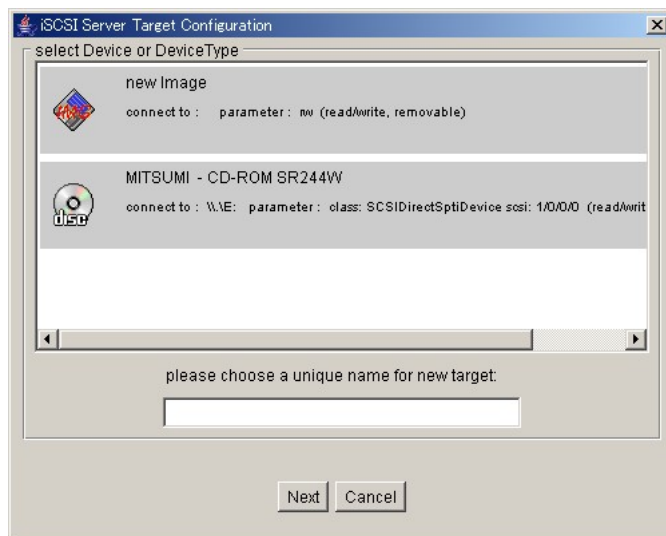 iSCSI Server Target Configuration
select Device or DeviceType
new Image
connect to : parameter : rw (read/write, removable)
MITSUMI - CD-ROM SR244W
connect to : \\.\E: parameter : class: SCSIDirectSptiDevice scsi: 1/0/0/0 (read/writ
disc
please choose a unique name for new target:
Next Cancel